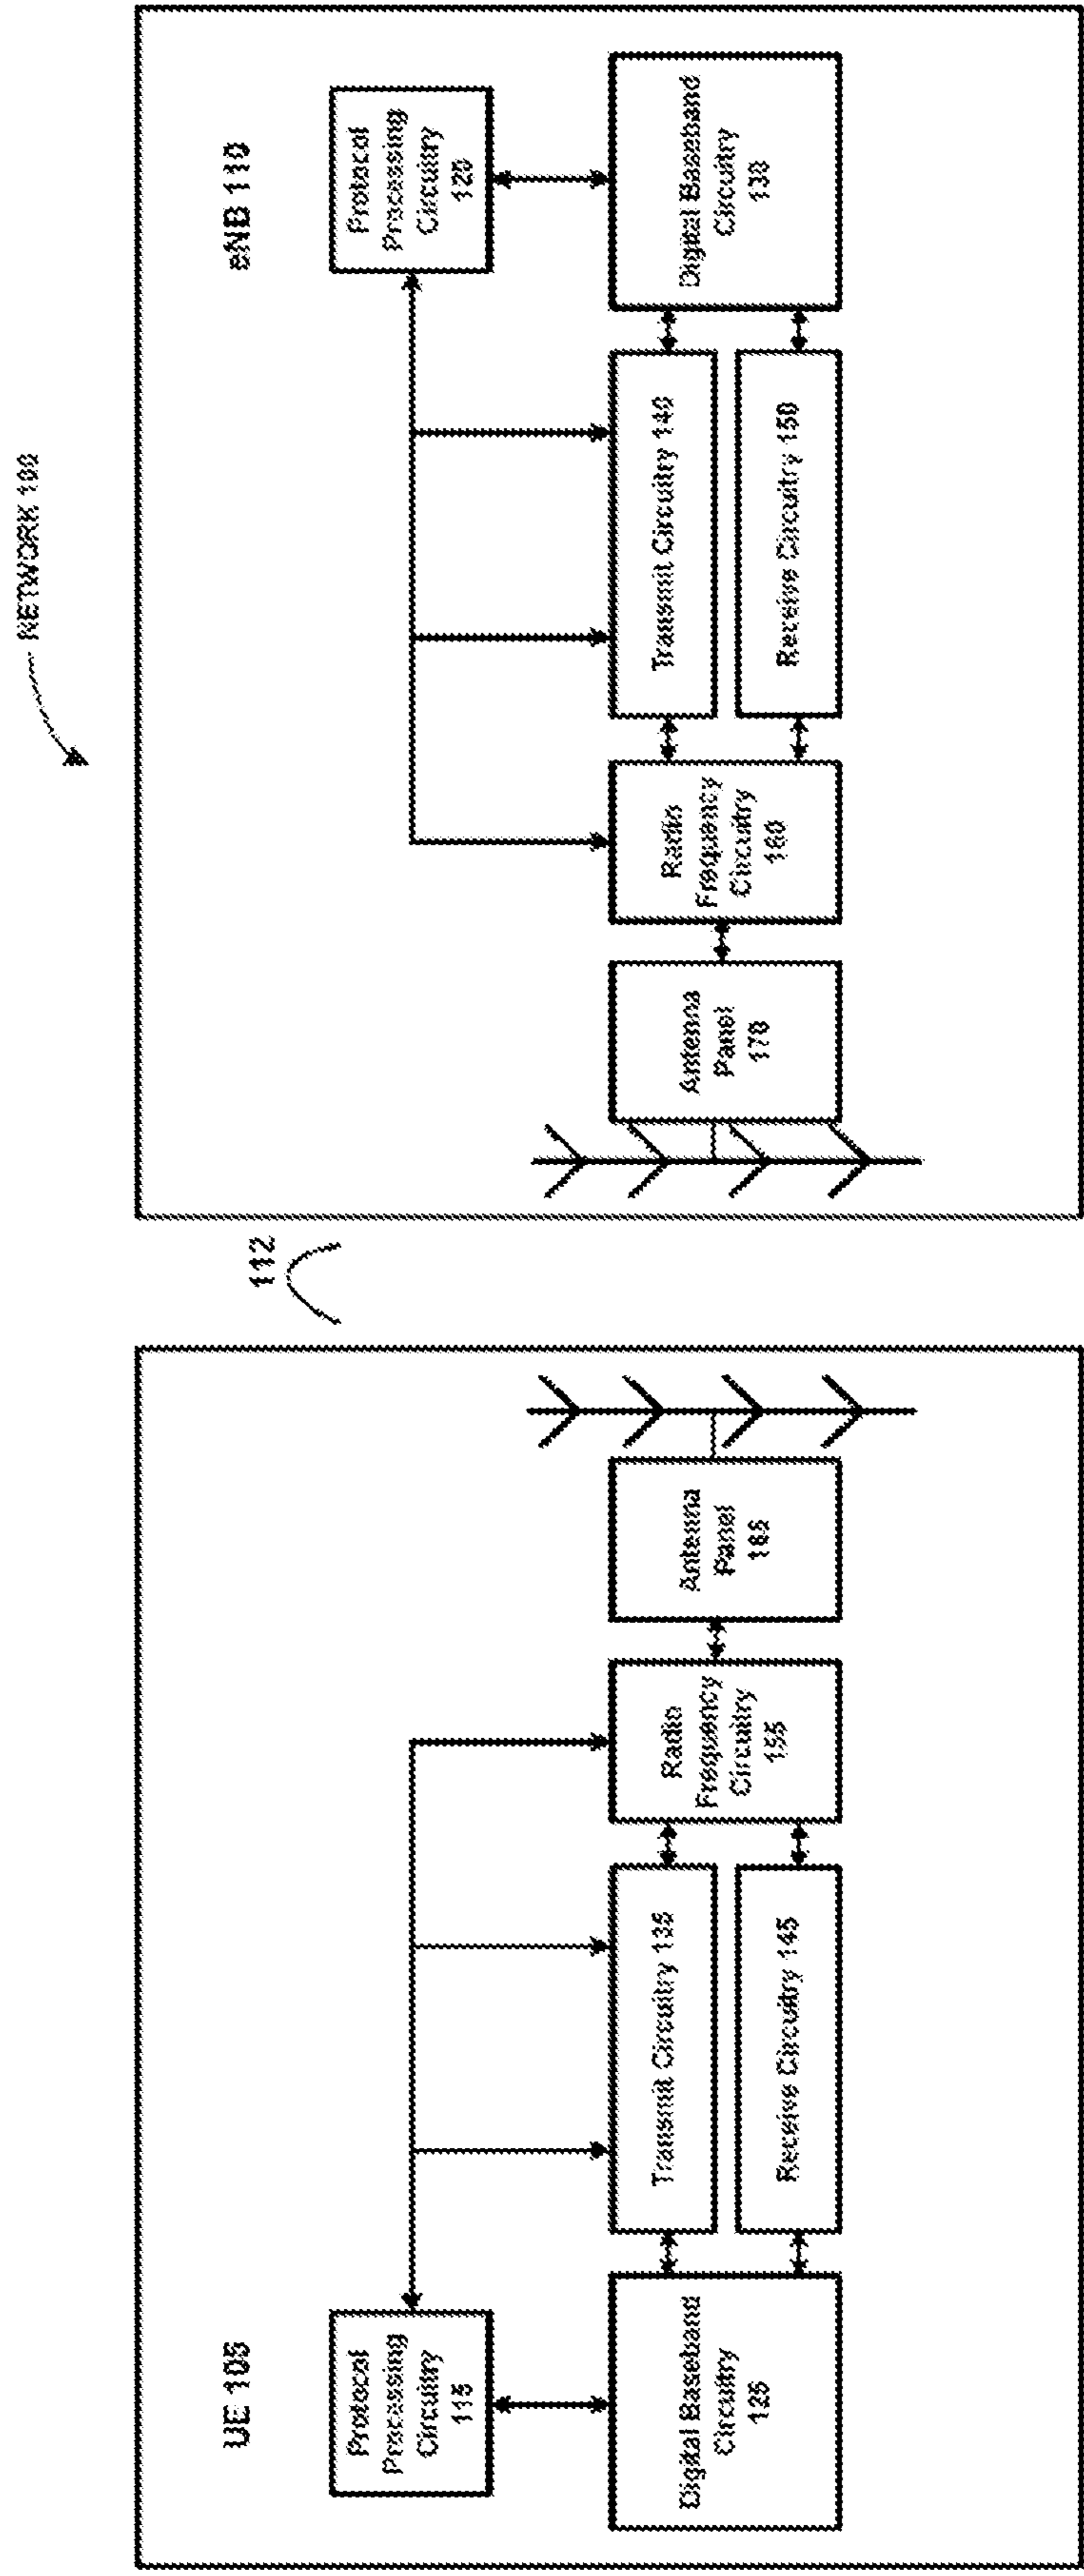 NETWORK 100
UE 105
Protocol
Processing
Circuitry
115
Digital Baseband
Circuitry
125
Transmit Circuitry 135
Receive Circuitry 145
Radio
Frequency
Circuitry
155
Antenna
Panel
165
112
eNB 110
Antenna
Panel
170
Radio
Frequency
Circuitry
160
Transmit Circuitry 140
Receive Circuitry 150
Protocol
Processing
Circuitry
120
Digital Baseband
Circuitry
130